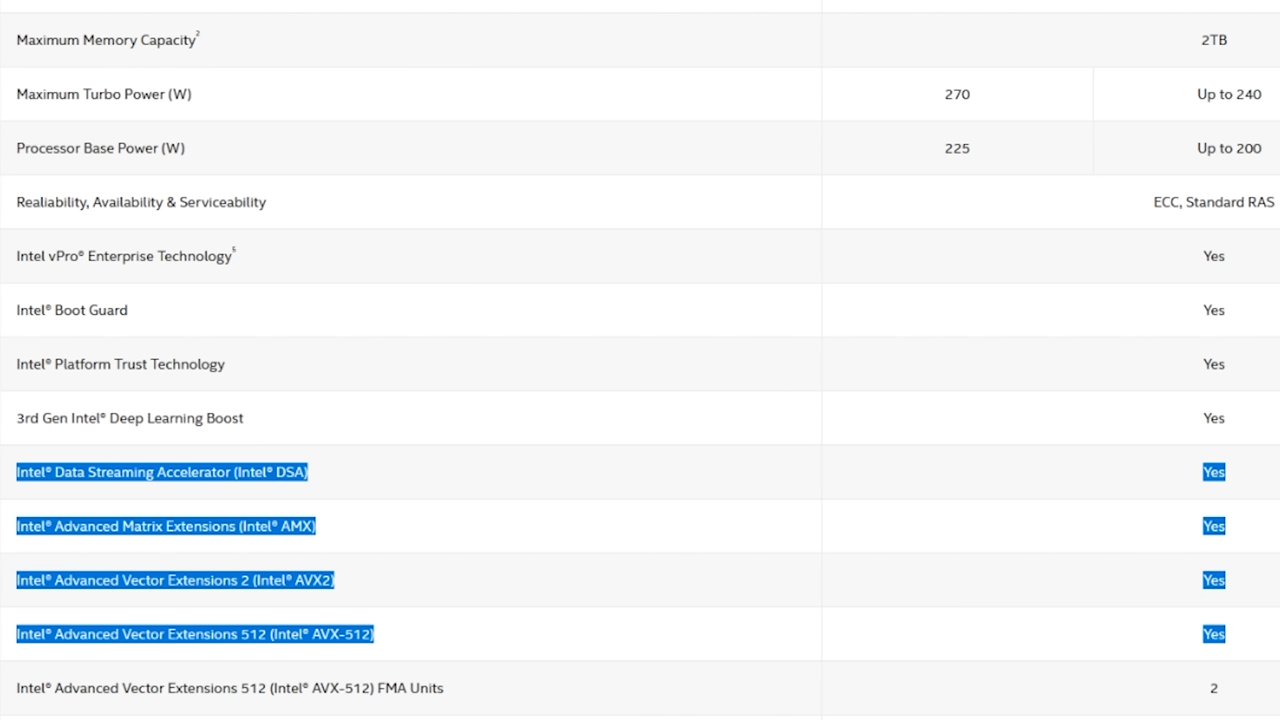 Maximum Memory Capacity² 2TB
Maximum Turbo Power (W) 270 Up to 240
Processor Base Power (W) 225 Up to 200
Realiability, Availability & Serviceability ECC, Standard RAS
Intel vPro® Enterprise Technology⁵ Yes
Intel® Boot Guard Yes
Intel® Platform Trust Technology Yes
3rd Gen Intel® Deep Learning Boost Yes
Intel® Data Streaming Accelerator (Intel® DSA) Yes
Intel® Advanced Matrix Extensions (Intel® AMX) Yes
Intel® Advanced Vector Extensions 2 (Intel® AVX2) Yes
Intel® Advanced Vector Extensions 512 (Intel® AVX-512) Yes
Intel® Advanced Vector Extensions 512 (Intel® AVX-512) FMA Units 2